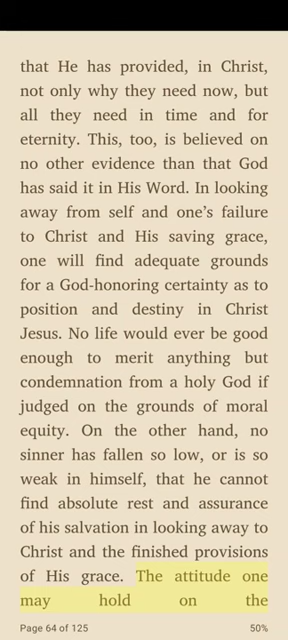 that He has provided, in Christ,
not only why they need now, but
all they need in time and for
eternity. This, too, is believed on
no other evidence than that God
has said it in His Word. In looking
away from self and one's failure
to Christ and His saving grace,
one will find adequate grounds
for a God-honoring certainty as to
position and destiny in Christ
Jesus. No life would ever be good
enough to merit anything but
condemnation from a holy God if
judged on the grounds of moral
equity. On the other hand, no
sinner has fallen so low, or is so
weak in himself, that he cannot
find absolute rest and assurance
of his salvation in looking away to
Christ and the finished provisions
of His grace. The attitude one
may hold on the
Page 64 of 125 50%